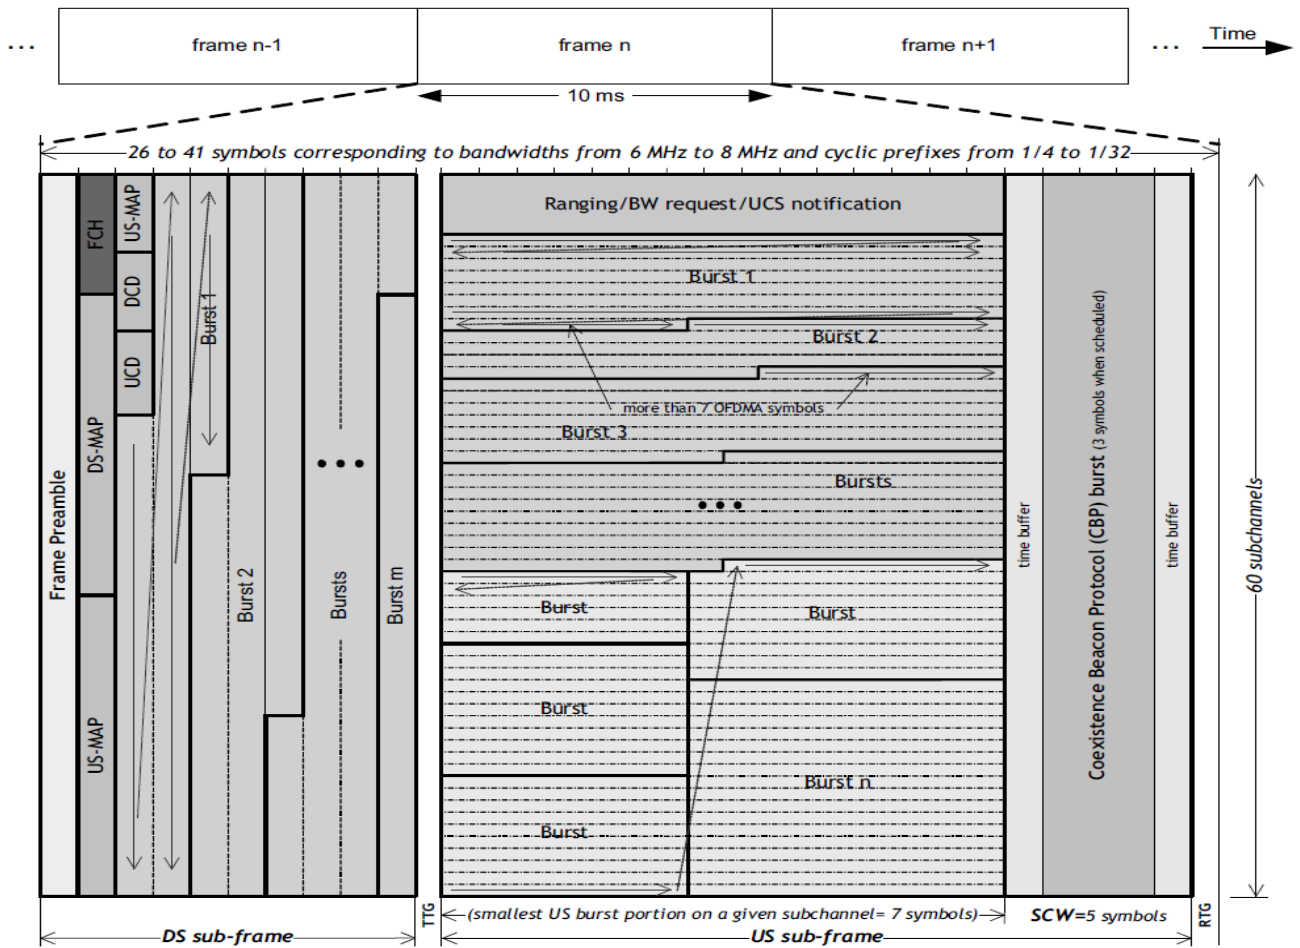 ... frame n-1 frame n frame n+1 ... Time
10 ms
26 to 41 symbols corresponding to bandwidths from 6 MHz to 8 MHz and cyclic prefixes from 1/4 to 1/32
Frame Preamble
FCH
DS-MAP
US-MAP
US-MAP
DCD
UCD
Burst 1
Burst 2
Bursts
Burst m
TTG
Ranging/BW request/UCS notification
Burst 1
Burst 2
more than 7 OFDMA symbols
Burst 3
Bursts
Burst
Burst
Burst
Burst
Burst n
time buffer
Coexistence Beacon Protocol (CBP) burst (3 symbols when scheduled)
time buffer
60 subchannels
RTG
(smallest US burst portion on a given subchannel= 7 symbols)
SCW=5 symbols
DS sub-frame
US sub-frame